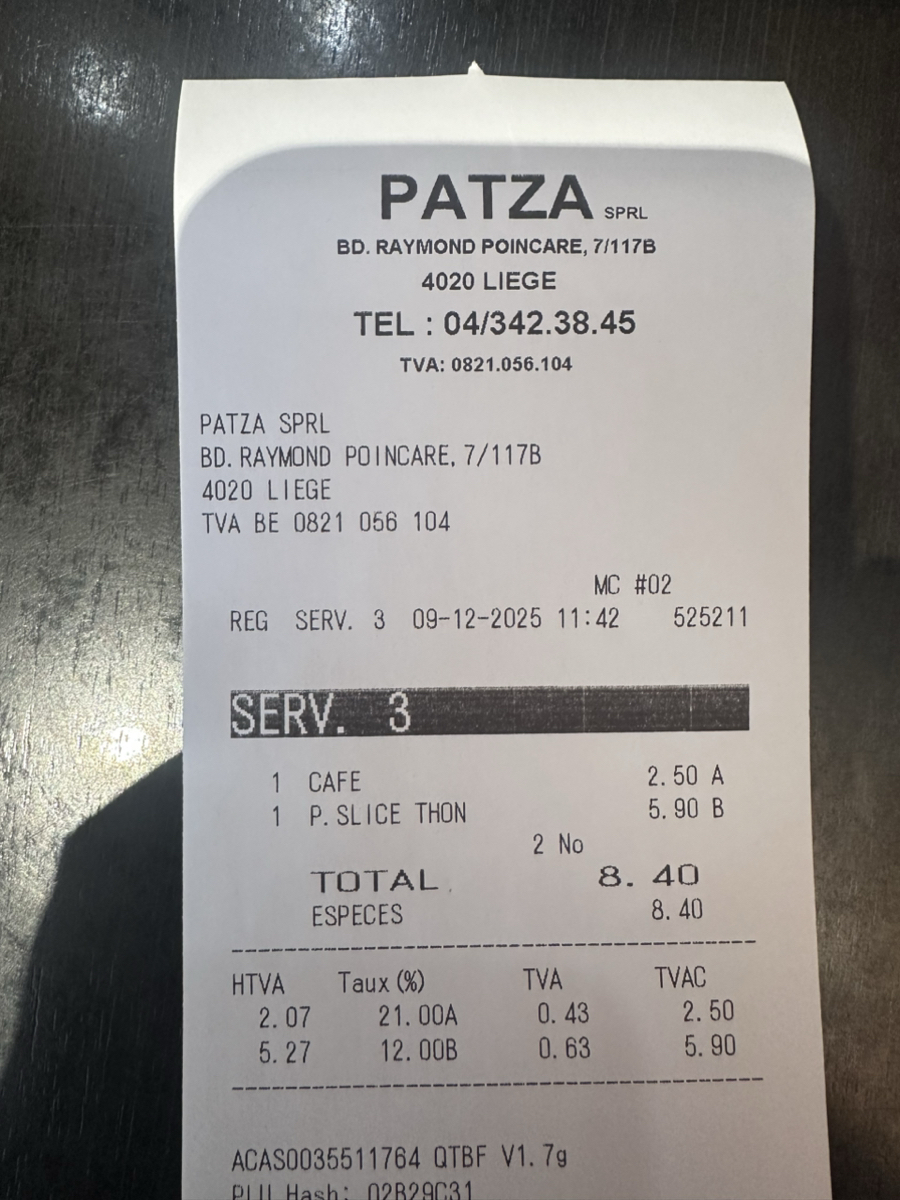 PATZA SPRL
BD. RAYMOND POINCARE, 7/117B
4020 LIEGE
TEL : 04/342.38.45
TVA: 0821.056.104
PATZA SPRL
BD. RAYMOND POINCARE, 7/117B
4020 LIEGE
TVA BE 0821 056 104
MC #02
REG SERV. 3 09-12-2025 11:42 525211
SERV. 3
1 CAFE 2.50 A
1 P.SLICE THON 5.90 B
2 No
TOTAL 8.40
ESPECES 8.40
HTVA Taux (%) TVA TVAC
2.07 21.00A 0.43 2.50
5.27 12.00B 0.63 5.90
ACAS0035511764 QTBF V1.7g
PLU Hash: 02B29C31